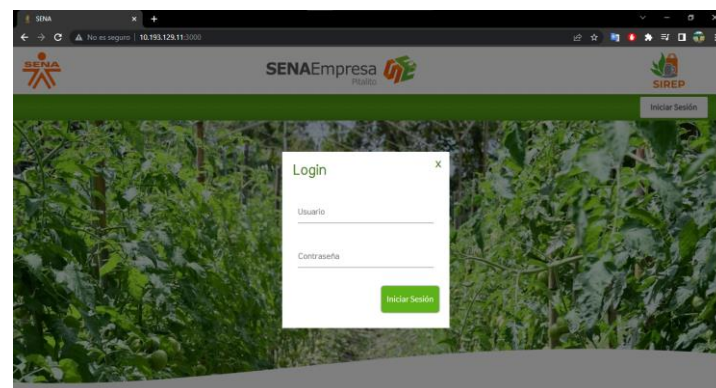 SENA
No es seguro | 10.193.129.11:3000
SENA
SENAEmpresa
Pitalito
SIREP
Iniciar Sesión
Login
x
Usuario
Contraseña
Iniciar Sesión